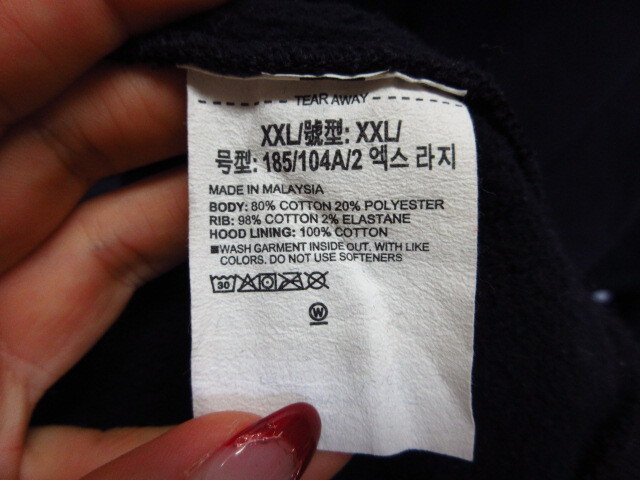 TEAR AWAY
XXL/號型: XXL/
号型: 185/104A/2 엑스 라지
MADE IN MALAYSIA
BODY: 80% COTTON 20% POLYESTER
RIB: 98% COTTON 2% ELASTANE
HOOD LINING: 100% COTTON
■WASH GARMENT INSIDE OUT, WITH LIKE
COLORS. DO NOT USE SOFTENERS
30
W